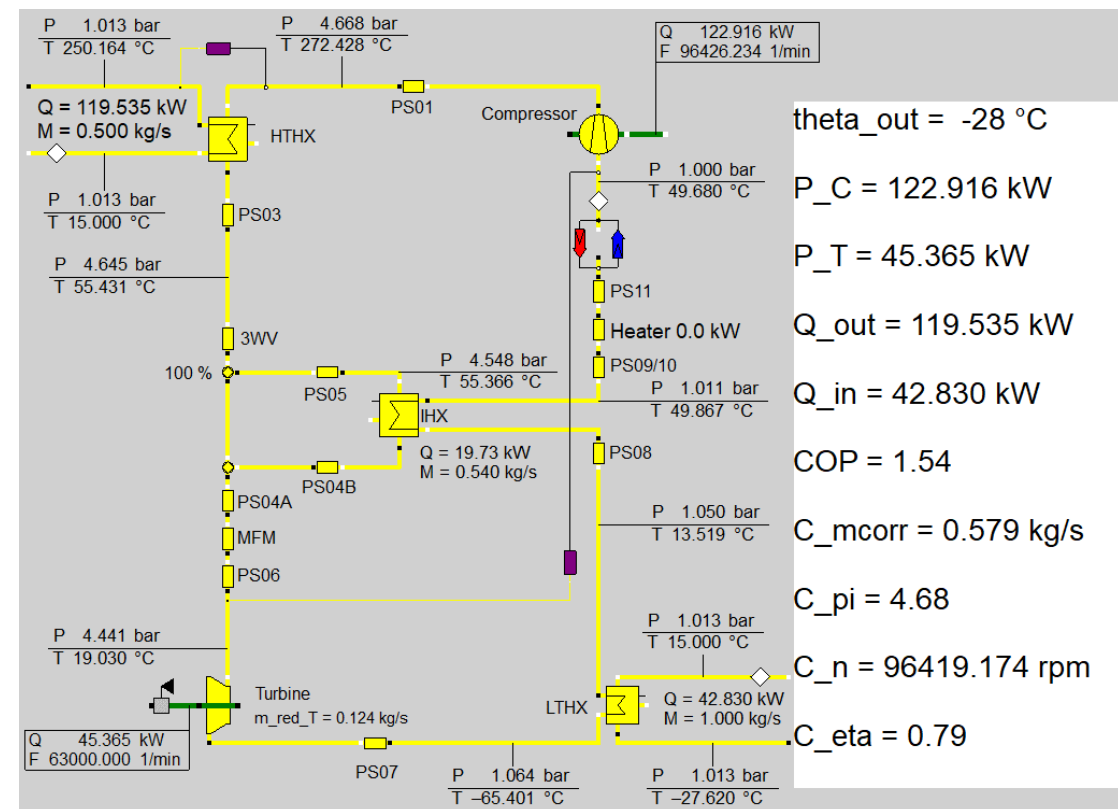 P 1.013 bar
T 250.164 °C
P 4.668 bar
T 272.428 °C
Q 122.916 kW
F 96426.234 1/min
Q = 119.535 kW
M = 0.500 kg/s
HTHX
PS01
Compressor
P 1.013 bar
T 15.000 °C
P 1.000 bar
T 49.680 °C
PS03
P 4.645 bar
T 55.431 °C
PS11
3WV
Heater 0.0 kW
100 %
PS05
P 4.548 bar
T 55.366 °C
PS09/10
P 1.011 bar
T 49.867 °C
IHX
Q = 19.73 kW
M = 0.540 kg/s
PS08
PS04B
PS04A
MFM
PS06
P 1.050 bar
T 13.519 °C
P 4.441 bar
T 19.030 °C
P 1.013 bar
T 15.000 °C
Turbine
m_red_T = 0.124 kg/s
LTHX
Q = 42.830 kW
M = 1.000 kg/s
Q 45.365 kW
F 63000.000 1/min
PS07
P 1.064 bar
T –65.401 °C
P 1.013 bar
T –27.620 °C
theta_out = -28 °C
P_C = 122.916 kW
P_T = 45.365 kW
Q_out = 119.535 kW
Q_in = 42.830 kW
COP = 1.54
C_mcorr = 0.579 kg/s
C_pi = 4.68
C_n = 96419.174 rpm
C_eta = 0.79